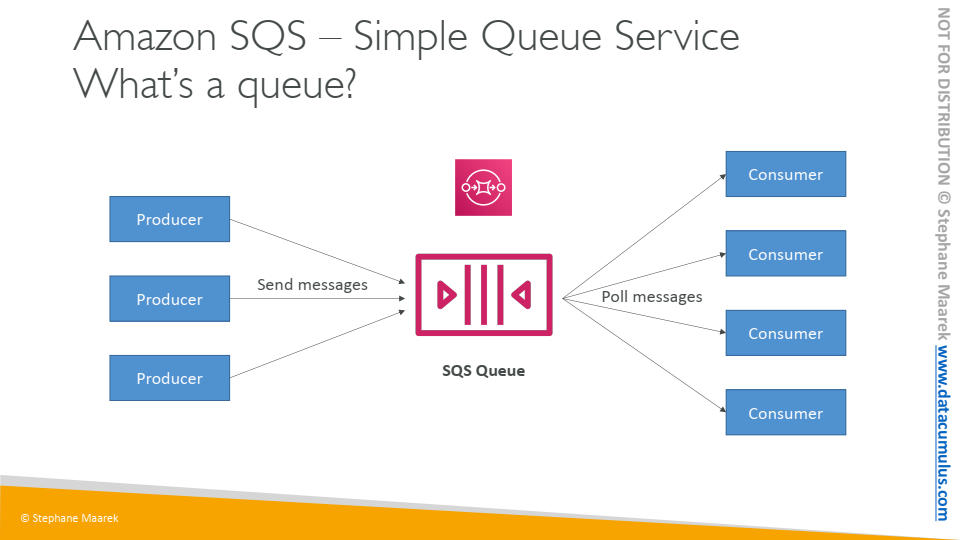 Amazon SQS – Simple Queue Service
What's a queue?
Producer
Producer
Producer
Send messages
SQS Queue
Poll messages
Consumer
Consumer
Consumer
Consumer
© Stephane Maarek
NOT FOR DISTRIBUTION © Stephane Maarek www.datacumulus.com